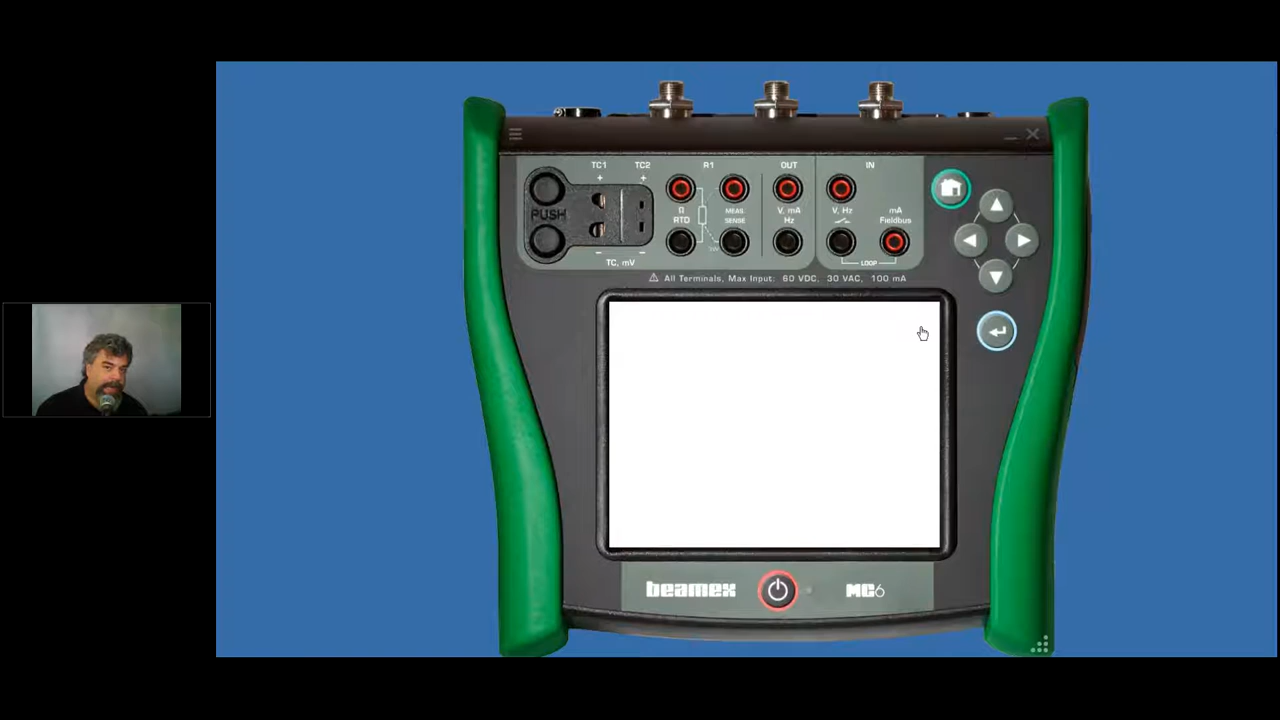 TC1 TC2 R1 OUT IN
+ +
PUSH
Ω
RTD
MEAS.
SENSE
V, mA
Hz
V, Hz
mA
Fieldbus
− −
TC, mV
LOOP
⚠ All Terminals, Max Input: 60 VDC, 30 VAC, 100 mA
beamex MC6